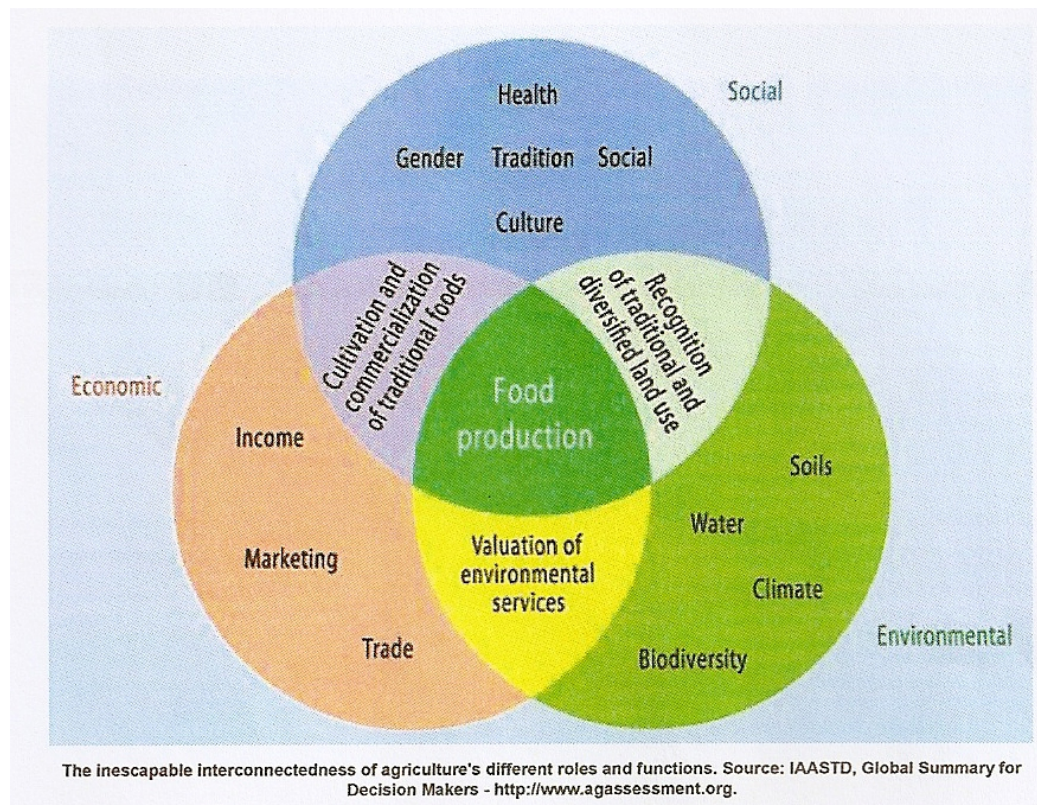 Health
Social
Gender Tradition Social
Culture
Cultivation and
commercialization
of traditional foods
Recognition
of traditional and
diversified land use
Economic
Food
production
Income
Soils
Water
Marketing
Valuation of
environmental
services
Climate
Trade
Environmental
Biodiversity
The inescapable interconnectedness of agriculture's different roles and functions. Source: IAASTD, Global Summary for
Decision Makers - http://www.agassessment.org.